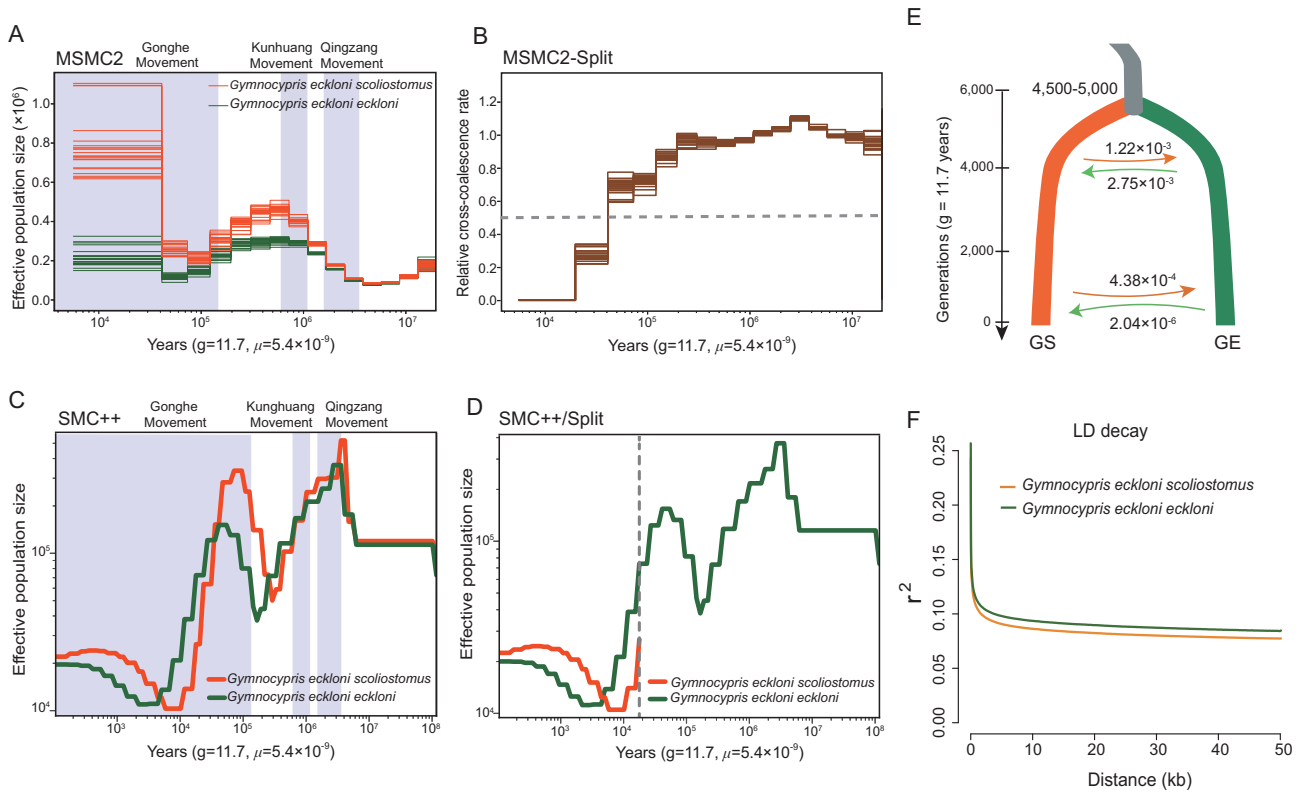 A
MSMC2
Gonghe
Movement
Kunhuang
Movement
Qingzang
Movement
Gymnocypris eckloni scoliostomus
Gymnocypris eckloni eckloni
Effective population size (×10⁶)
1.0
0.8
0.6
0.4
0.2
0.0
10⁴
10⁵
10⁶
10⁷
Years (g=11.7, μ=5.4×10⁻⁹)
B
MSMC2-Split
Relative cross-coalescence rate
1.2
1.0
0.8
0.6
0.4
0.2
0.0
10⁴
10⁵
10⁶
10⁷
Years (g=11.7, μ=5.4×10⁻⁹)
E
Generations (g = 11.7 years)
6,000
4,000
2,000
0
4,500-5,000
1.22×10⁻³
2.75×10⁻³
4.38×10⁻⁴
2.04×10⁻⁶
GS
GE
C
SMC++
Gonghe
Movement
Kunghuang
Movement
Qingzang
Movement
Effective population size
10⁵
10⁴
Gymnocypris eckloni scoliostomus
Gymnocypris eckloni eckloni
10³
10⁴
10⁵
10⁶
10⁷
10⁸
Years (g=11.7, μ=5.4×10⁻⁹)
D
SMC++/Split
Effective population size
10⁵
10⁴
Gymnocypris eckloni scoliostomus
Gymnocypris eckloni eckloni
10³
10⁴
10⁵
10⁶
10⁷
10⁸
Years (g=11.7, μ=5.4×10⁻⁹)
F
LD decay
Gymnocypris eckloni scoliostomus
Gymnocypris eckloni eckloni
r²
0.25
0.20
0.15
0.10
0.05
0.00
0
10
20
30
40
50
Distance (kb)